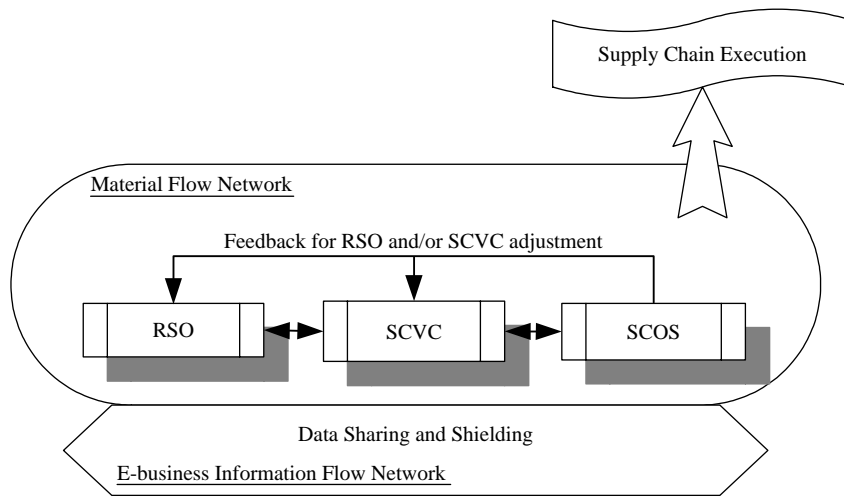 Supply Chain Execution
Material Flow Network
Feedback for RSO and/or SCVC adjustment
RSO
SCVC
SCOS
Data Sharing and Shielding
E-business Information Flow Network